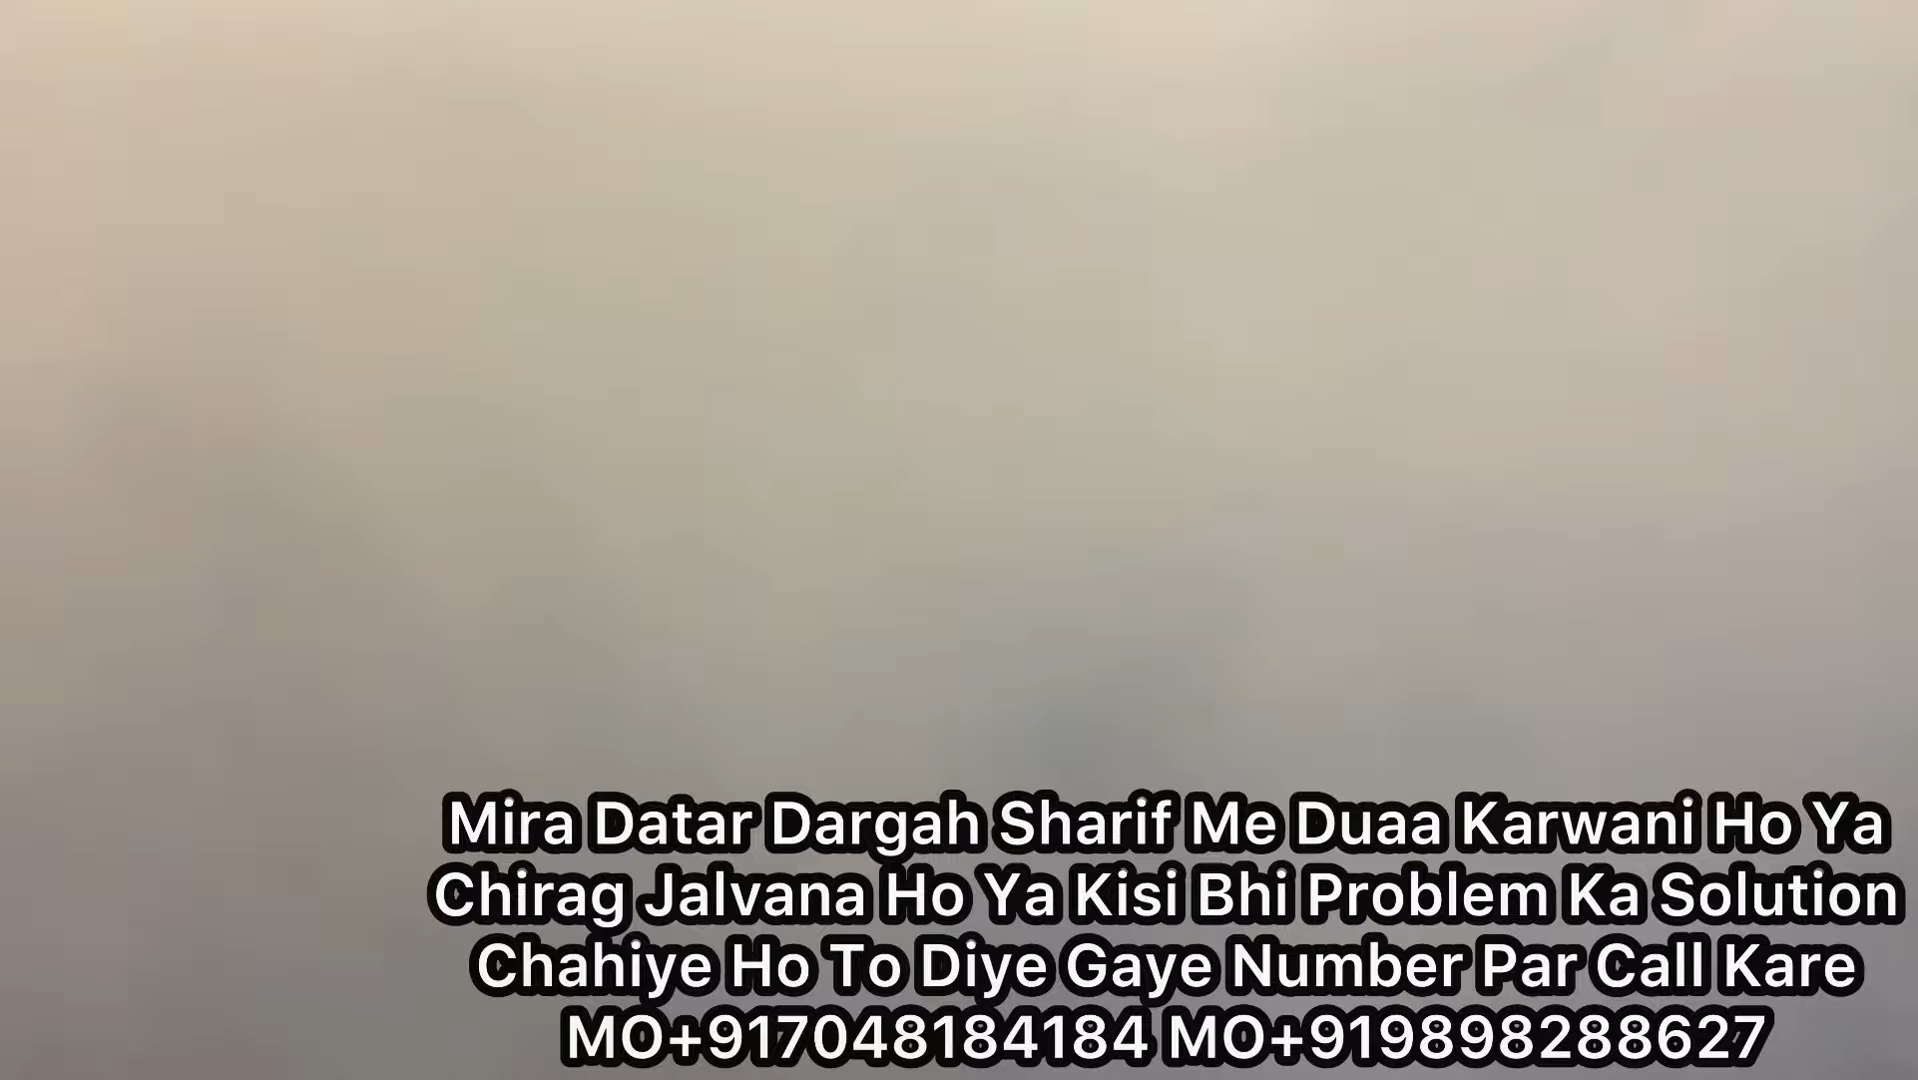 Mira Datar Dargah Sharif Me Duaa Karwani Ho Ya
Chirag Jalvana Ho Ya Kisi Bhi Problem Ka Solution
Chahiye Ho To Diye Gaye Number Par Call Kare
MO+917048184184 MO+919898288627